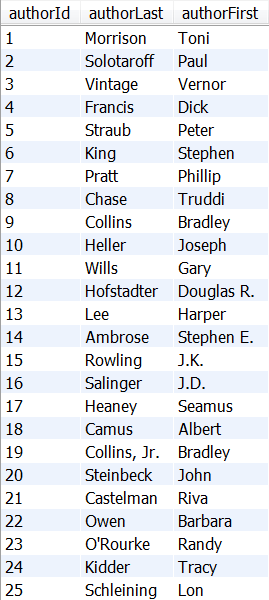 authorId authorLast authorFirst
1 Morrison Toni
2 Solotaroff Paul
3 Vintage Vernor
4 Francis Dick
5 Straub Peter
6 King Stephen
7 Pratt Phillip
8 Chase Truddi
9 Collins Bradley
10 Heller Joseph
11 Wills Gary
12 Hofstadter Douglas R.
13 Lee Harper
14 Ambrose Stephen E.
15 Rowling J.K.
16 Salinger J.D.
17 Heaney Seamus
18 Camus Albert
19 Collins, Jr. Bradley
20 Steinbeck John
21 Castelman Riva
22 Owen Barbara
23 O'Rourke Randy
24 Kidder Tracy
25 Schleining Lon